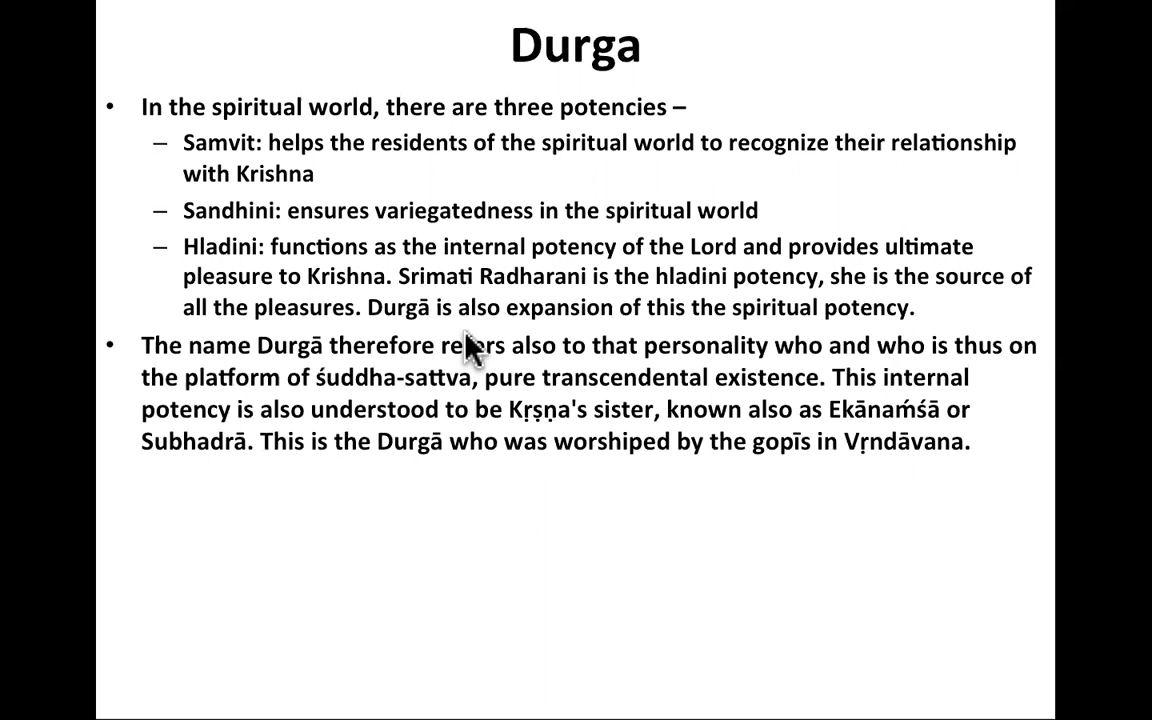 Durga
• In the spiritual world, there are three potencies –
– Samvit: helps the residents of the spiritual world to recognize their relationship
with Krishna
– Sandhini: ensures variegatedness in the spiritual world
– Hladini: functions as the internal potency of the Lord and provides ultimate
pleasure to Krishna. Srimati Radharani is the hladini potency, she is the source of
all the pleasures. Durgā is also expansion of this the spiritual potency.
• The name Durgā therefore refers also to that personality who and who is thus on
the platform of śuddha-sattva, pure transcendental existence. This internal
potency is also understood to be Kṛṣṇa's sister, known also as Ekānaḿśā or
Subhadrā. This is the Durgā who was worshiped by the gopīs in Vṛndāvana.